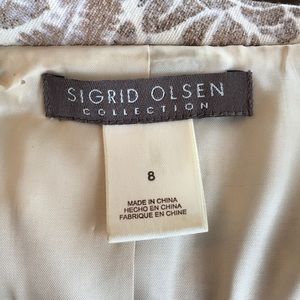 SIGRID OLSEN
COLLECTION
8
MADE IN CHINA
HECHO EN CHINA
FABRIQUE EN CHINE